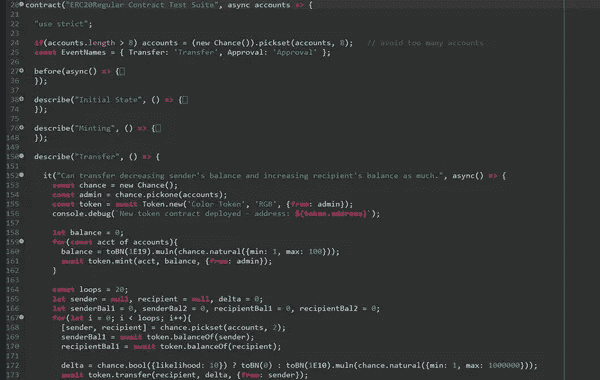 20 contract("ERC20Regular Contract Test Suite", async accounts => {
21
22 "use strict";
23
24 if(accounts.length > 8) accounts = (new Chance()).pickset(accounts, 8); // avoid too many accounts
25 const EventNames = { Transfer: 'Transfer', Approval: 'Approval' };
26
27 before(async() => {
36 });
37
38 describe("Initial State", () => {
74 });
75
76 describe("Minting", () => {
148 });
149
150 describe("Transfer", () => {
151
152 it("Can transfer decreasing sender's balance and increasing recipient's balance as much.", async() => {
153 const chance = new Chance();
154 const admin = chance.pickone(accounts);
155 const token = await Token.new('Color Token', 'RGB', {from: admin});
156 console.debug(`New token contract deployed - address: ${token.address}`);
157
158 let balance = 0;
159 for(const acct of accounts){
160 balance = toBN(1E19).muln(chance.natural({min: 1, max: 100}));
161 await token.mint(acct, balance, {from: admin});
162 }
163
164 const loops = 20;
165 let sender = null, recipient = null, delta = 0;
166 let senderBal1 = 0, senderBal2 = 0, recipientBal1 = 0, recipientBal2 = 0;
167 for(let i = 0; i < loops; i++){
168 [sender, recipient] = chance.pickset(accounts, 2);
169 senderBal1 = await token.balanceOf(sender);
170 recipientBal1 = await token.balanceOf(recipient);
171
172 delta = chance.bool({likelihood: 10}) ? toBN(0) : toBN(1E10).muln(chance.natural({min: 1, max: 1000000}));
173 await token.transfer(recipient, delta, {from: sender});